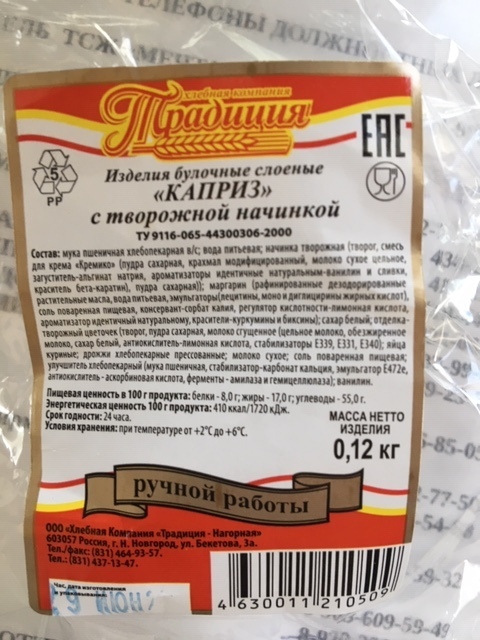 хлебная компания
Традиция
ЕАС
5
PP
Изделия булочные слоеные
«КАПРИЗ»
с творожной начинкой
ТУ 9116-065-44300306-2000
Состав: мука пшеничная хлебопекарная в/с; вода питьевая; начинка творожная (творог, смесь
для крема «Кремико» (пудра сахарная, крахмал модифицированный, молоко сухое цельное,
загуститель-альгинат натрия, ароматизаторы идентичные натуральным-ванилин и сливки,
краситель бета-каратин), пудра сахарная)); маргарин (рафинированные дезодорированные
растительные масла, вода питьевая, эмульгаторы(лецитины, моно и диглицирины жирных кислот),
соль поваренная пищевая, консервант-сорбат калия, регулятор кислотности-лимонная кислота,
ароматизатор идентичный натуральному, красители-куркумины и биксины); сахар белый; отделка-
творожный цветочек (творог, пудра сахарная, молоко сгущенное (цельное молоко, обезжиренное
молоко, сахар белый, антиокислитель-лимонная кислота, стабилизаторы Е339, Е331, Е340); яйца
куриные; дрожжи хлебопекарные прессованные; молоко сухое; соль поваренная пищевая;
улучшитель хлебопекарный (мука пшеничная, стабилизатор-карбонат кальция, эмульгатор Е472е,
антиокислитель - аскорбиновая кислота, ферменты - амилаза и гемицеллюлаза); ванилин.
Пищевая ценность в 100 г продукта: белки - 8,0 г; жиры - 17,0 г; углеводы - 55,0 г.
Энергетическая ценность 100 г продукта: 410 ккал/1720 кДж.
Срок годности: 24 часа.
Условия хранения: при температуре от +2°С до +6°С.
МАССА НЕТТО
ИЗДЕЛИЯ
0,12 кг
ручной работы
ООО «Хлебная Компания «Традиция - Нагорная»
603057 Россия, г. Н. Новгород, ул. Бекетова, 3а.
Тел./факс: (831) 464-93-57.
Тел.: (831) 437-13-47.
Час, дата изготовления
и упаковывания:
29 ИЮН
4 630011 210509